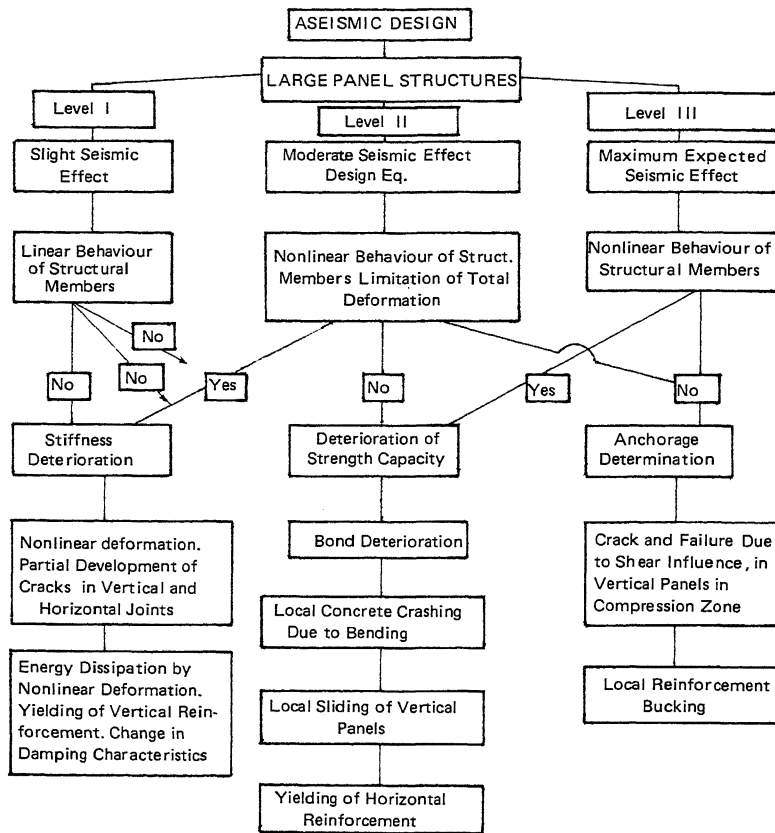 ASEISMIC DESIGN
LARGE PANEL STRUCTURES
Level I
Level II
Level III
Slight Seismic
Effect
Moderate Seismic Effect
Design Eq.
Maximum Expected
Seismic Effect
Linear Behaviour
of Structural
Members
Nonlinear Behaviour of Struct.
Members Limitation of Total
Deformation
Nonlinear Behaviour of
Structural Members
No
No
No
Yes
No
Yes
No
Stiffness
Deterioration
Deterioration of
Strength Capacity
Anchorage
Determination
Nonlinear deformation.
Partial Development of
Cracks in Vertical and
Horizontal Joints
Bond Deterioration
Crack and Failure Due
to Shear Influence, in
Vertical Panels in
Compression Zone
Local Concrete Crashing
Due to Bending
Energy Dissipation by
Nonlinear Deformation.
Yielding of Vertical Rein-
forcement. Change in
Damping Characteristics
Local Sliding of Vertical
Panels
Local Reinforcement
Bucking
Yielding of Horizontal
Reinforcement